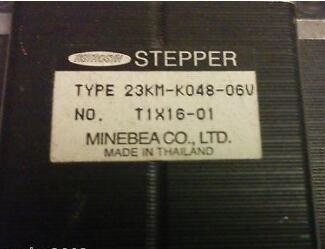 STEPPER
TYPE 23KM-K048-06V
NO. T1X16-01
MINEBEA CO., LTD.
MADE IN THAILAND